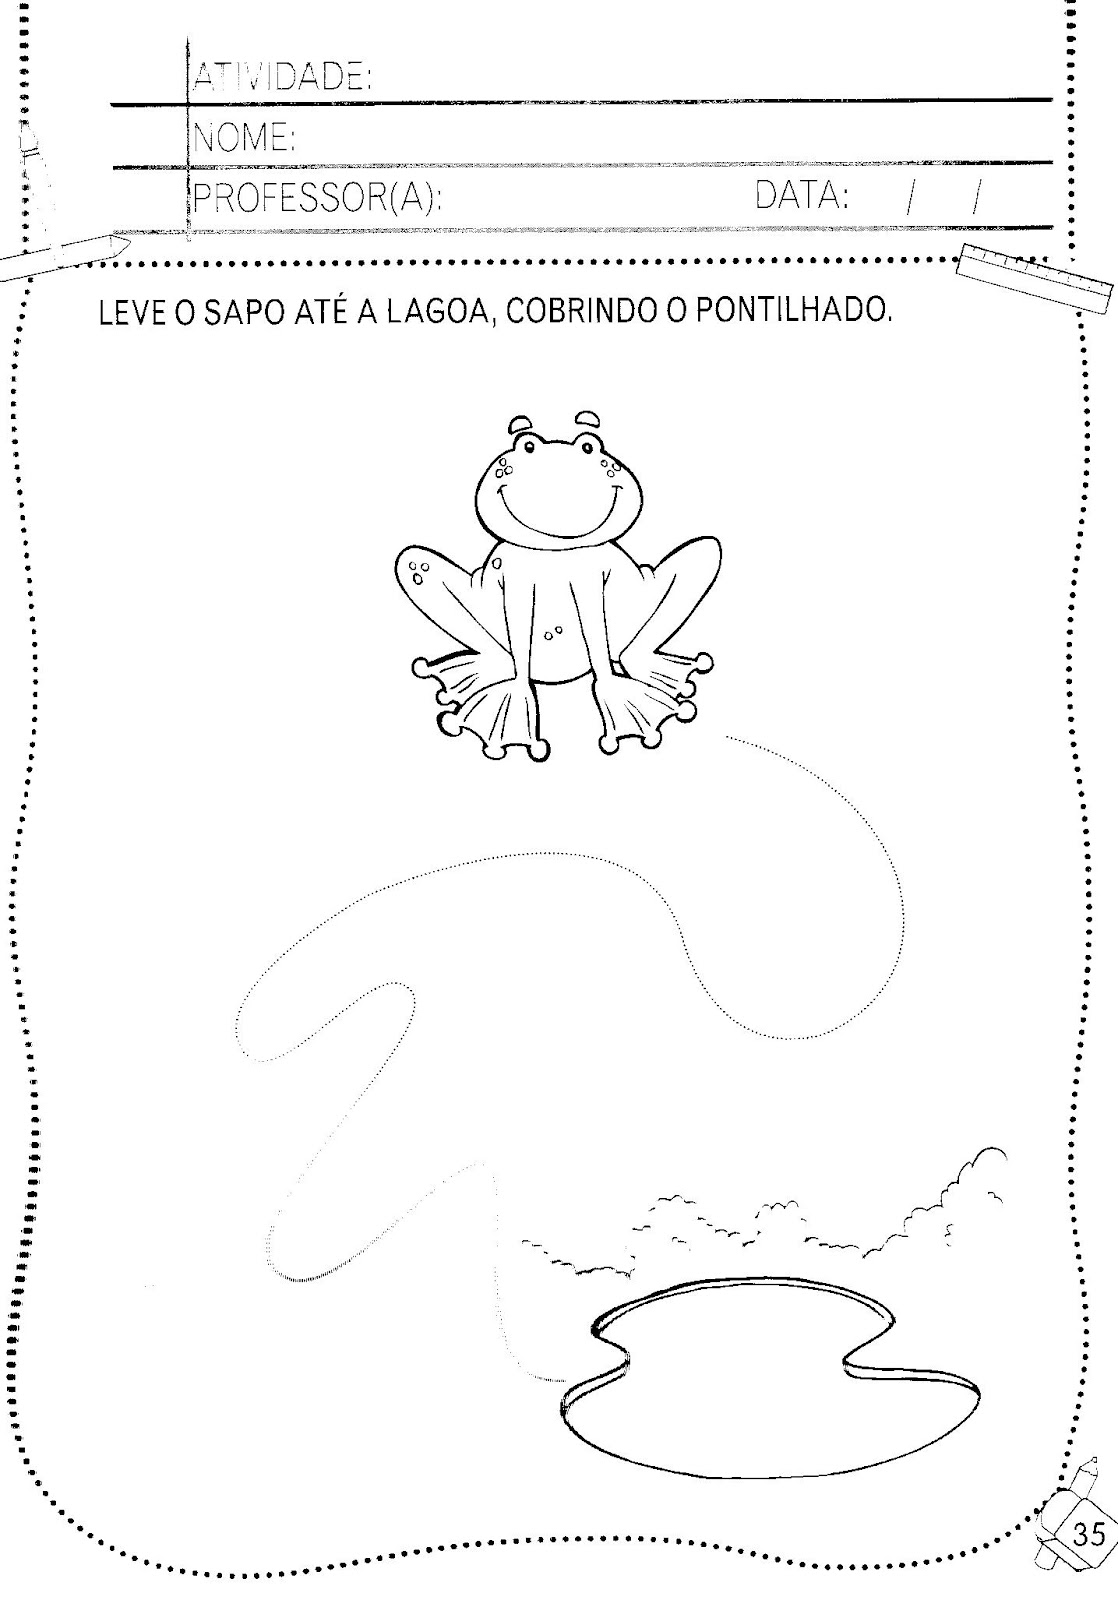 ATIVIDADE:
NOME:
PROFESSOR(A): DATA: / /
LEVE O SAPO ATÉ A LAGOA, COBRINDO O PONTILHADO.
35